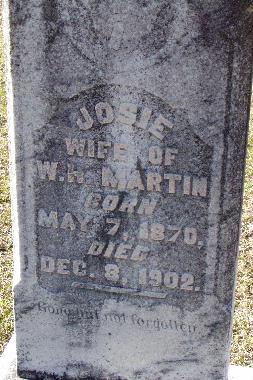 JOSIE
WIFE OF
W.H. MARTIN
BORN
MAY 7, 1870.
DIED
DEC. 8, 1902.
Gone but not forgotten